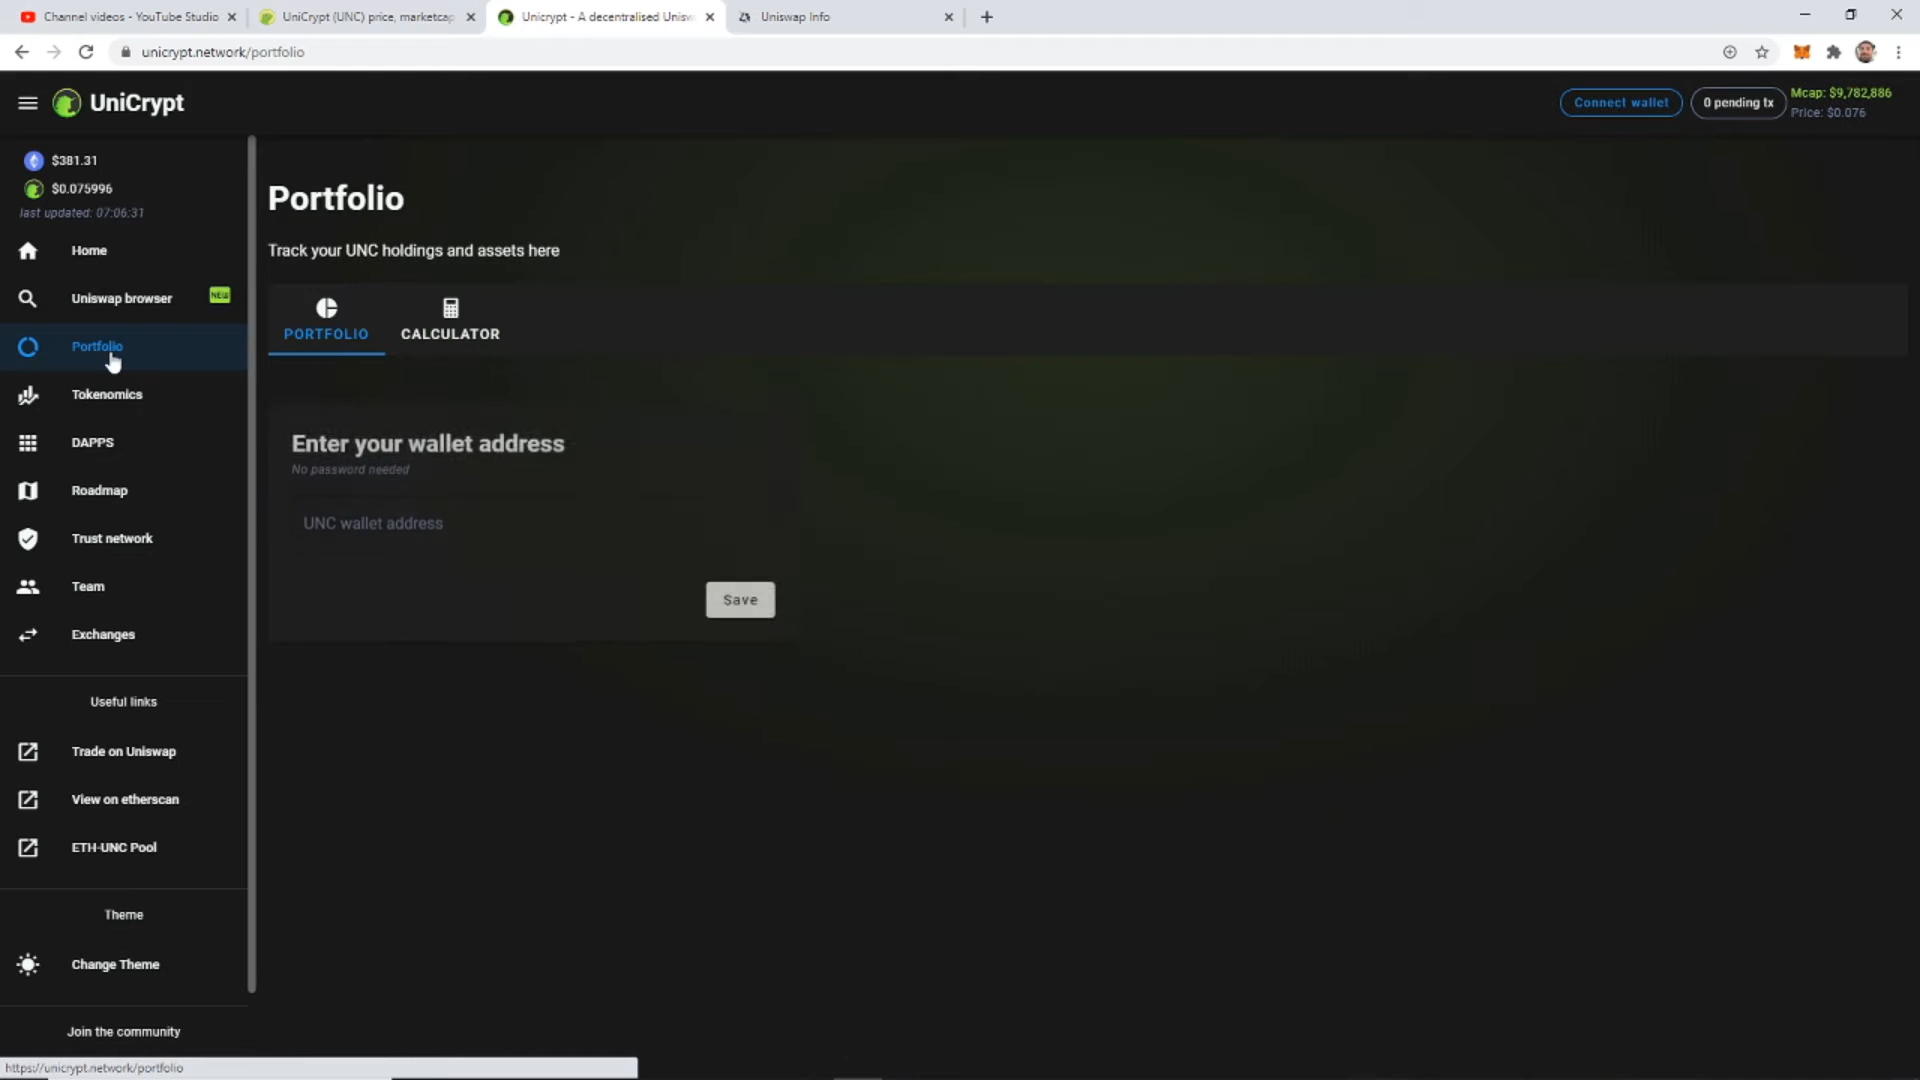 Channel videos - YouTube Studio
UniCrypt (UNC) price, marketcap
Unicrypt - A decentralised Unisw
Uniswap Info
unicrypt.network/portfolio
UniCrypt
Connect wallet
0 pending tx
Mcap: $9,782,886
Price: $0.076
$381.31
$0.075996
last updated: 07:06:31
Home
Uniswap browser
NEW
Portfolio
Tokenomics
DAPPS
Roadmap
Trust network
Team
Exchanges
Useful links
Trade on Uniswap
View on etherscan
ETH-UNC Pool
Theme
Change Theme
Join the community
Portfolio
Track your UNC holdings and assets here
PORTFOLIO
CALCULATOR
Enter your wallet address
No password needed
UNC wallet address
Save
https://unicrypt.network/portfolio